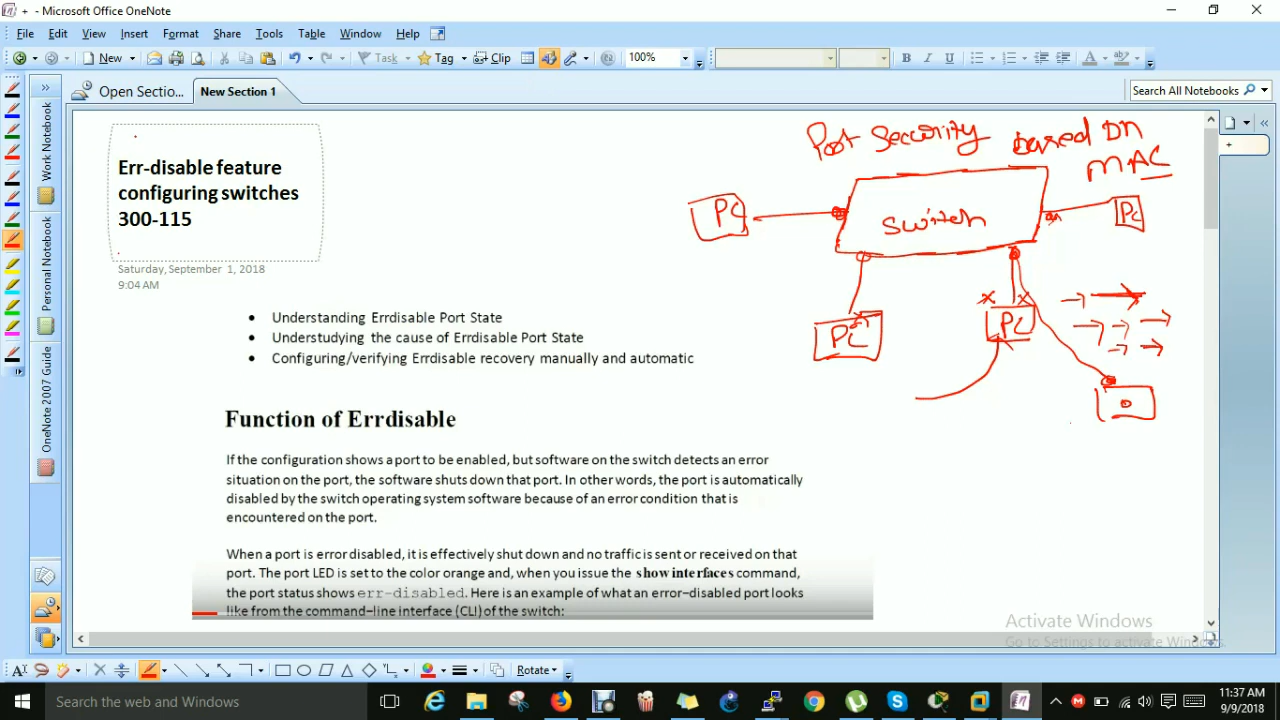 + - Microsoft Office OneNote
File Edit View Insert Format Share Tools Table Window Help
New Task Tag Clip 100% B I U A ab
Open Sectio... New Section 1 Search All Notebooks
Work Notebook
Personal Notebook
OneNote 2007 Guide
+
Err-disable feature
configuring switches
300-115
Saturday, September 1, 2018
9:04 AM
Port Security based On
MAC
PC
Switch
PC
PC
PC
• Understanding Errdisable Port State
• Understudying the cause of Errdisable Port State
• Configuring/verifying Errdisable recovery manually and automatic
Function of Errdisable
If the configuration shows a port to be enabled, but software on the switch detects an error
situation on the port, the software shuts down that port. In other words, the port is automatically
disabled by the switch operating system software because of an error condition that is
encountered on the port.
When a port is error disabled, it is effectively shut down and no traffic is sent or received on that
port. The port LED is set to the color orange and, when you issue the show interfaces command,
the port status shows err-disabled. Here is an example of what an error-disabled port looks
like from the command-line interface (CLI) of the switch:
Activate Windows
Go to Settings to activate Windows.
A Rotate
Search the web and Windows
11:37 AM
9/9/2018